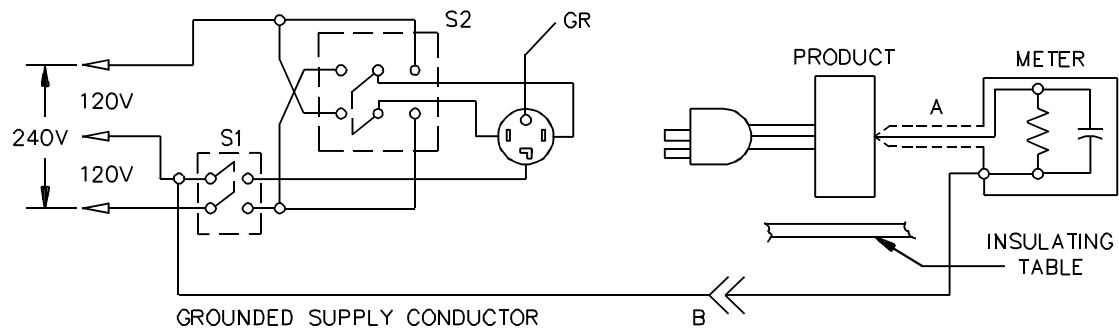 S2
GR
PRODUCT
METER
120V
A
240V
S1
120V
INSULATING
TABLE
GROUNDED SUPPLY CONDUCTOR
B